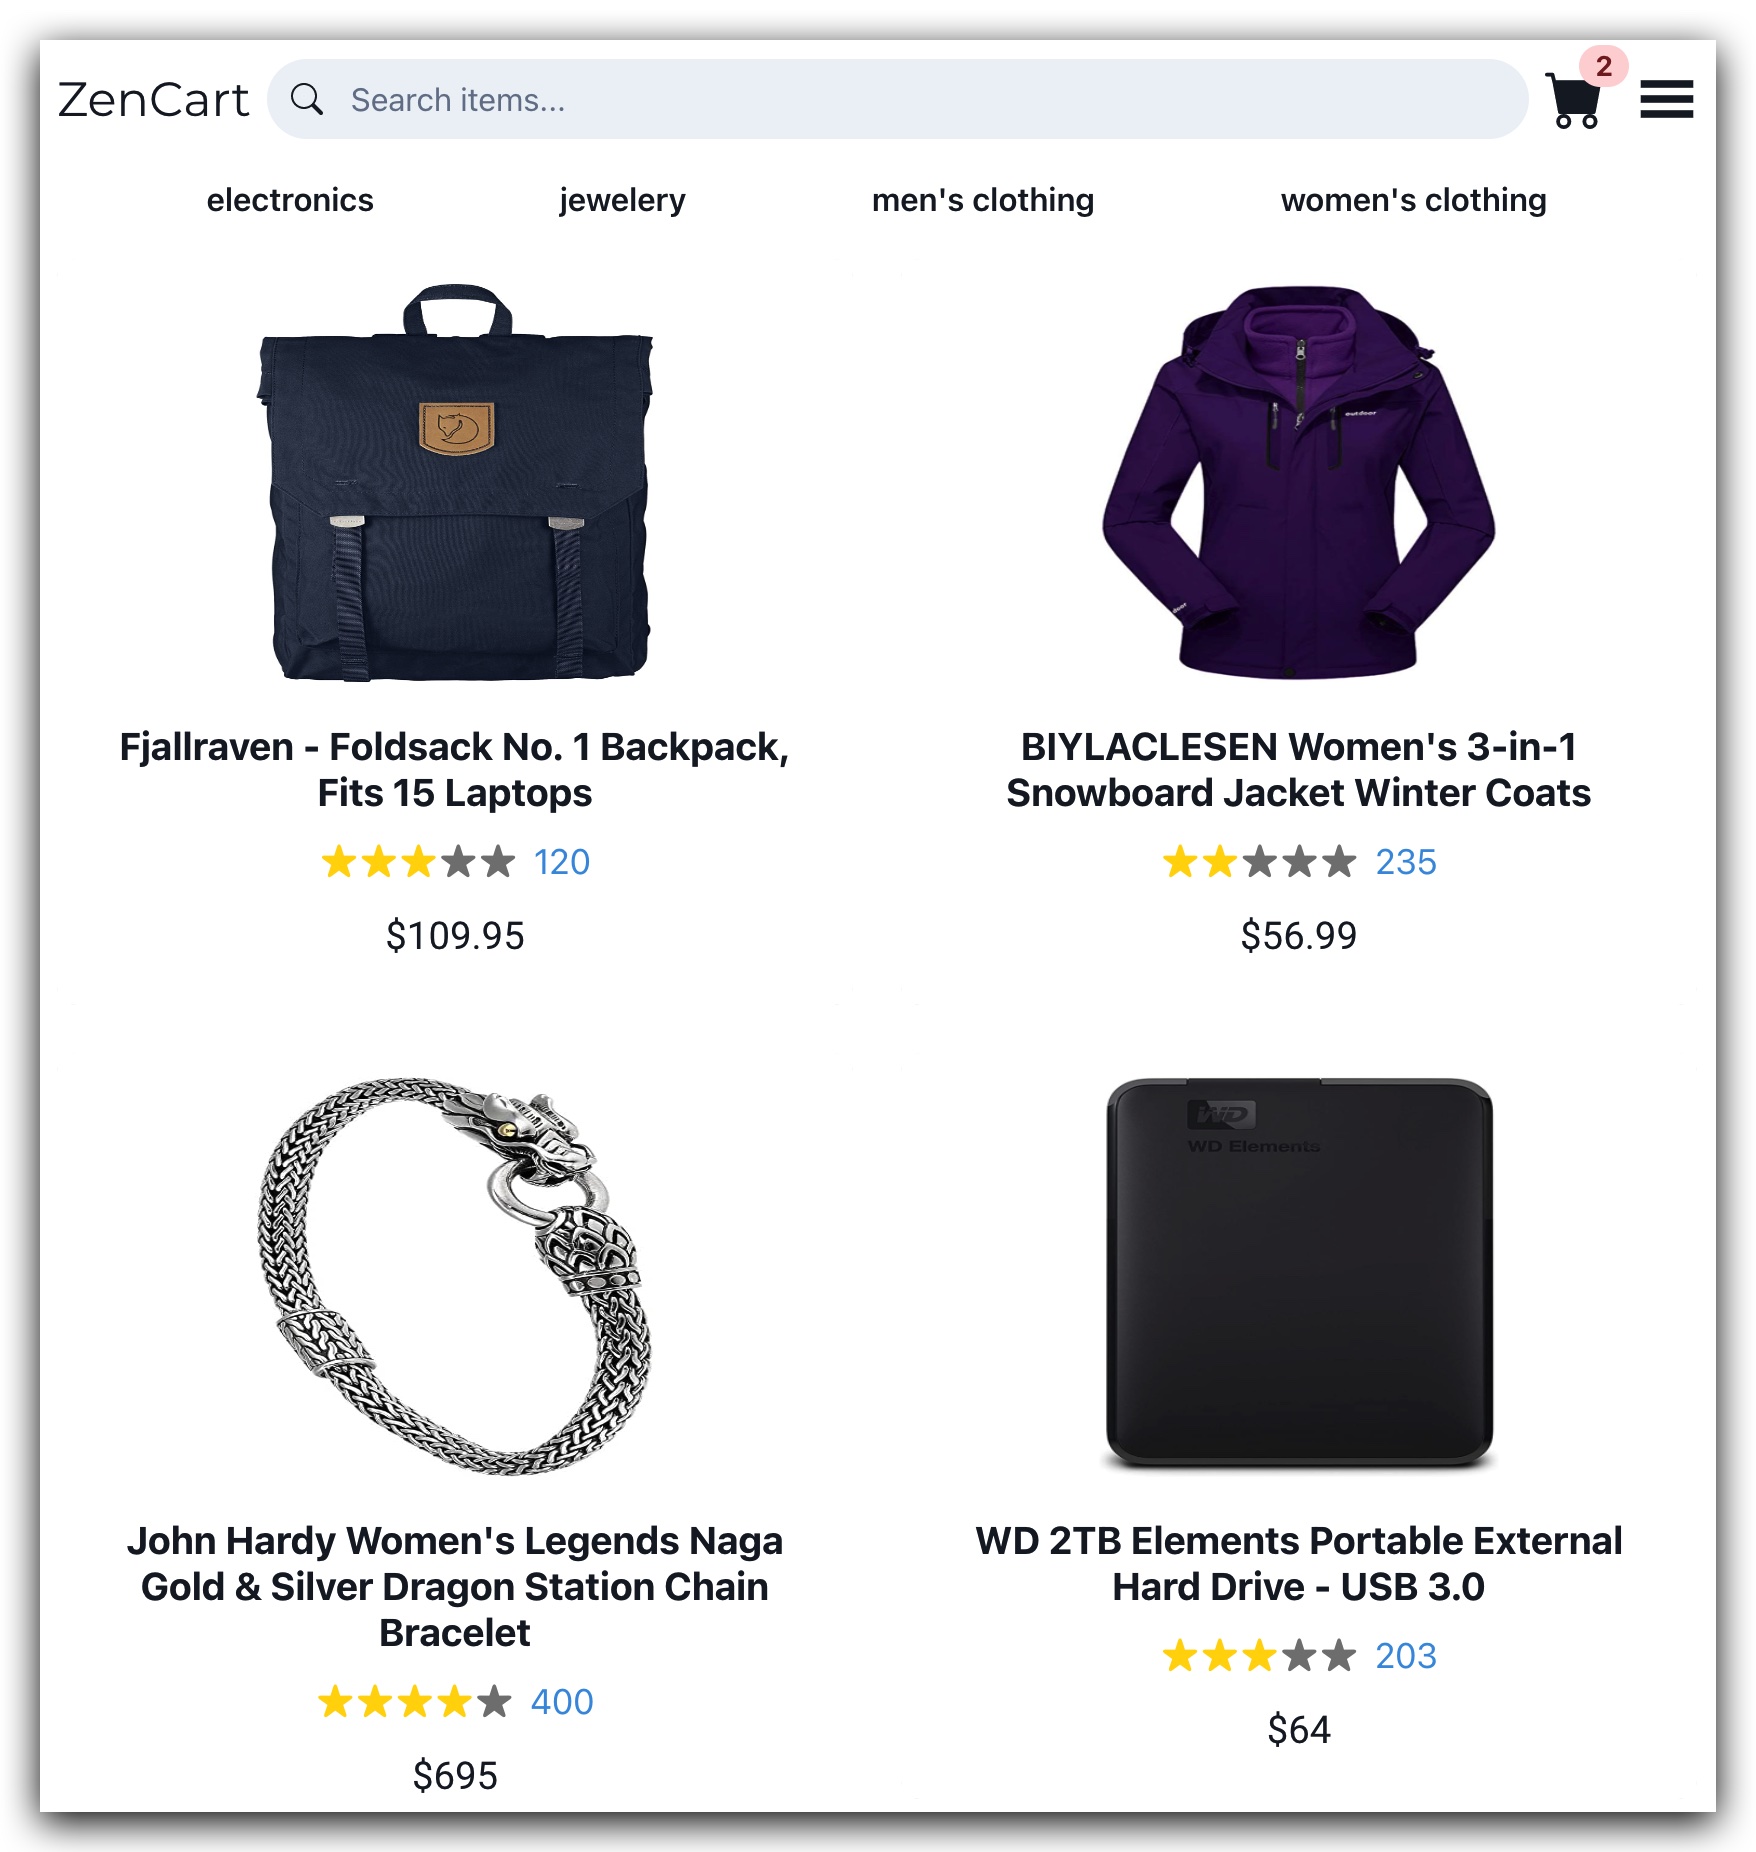 ZenCart
Search items...
2
electronics
jewelery
men's clothing
women's clothing
outdoor
Fjallraven - Foldsack No. 1 Backpack,
Fits 15 Laptops
120
$109.95
BIYLACLESEN Women's 3-in-1
Snowboard Jacket Winter Coats
235
$56.99
WD
WD Elements
John Hardy Women's Legends Naga
Gold & Silver Dragon Station Chain
Bracelet
400
$695
WD 2TB Elements Portable External
Hard Drive - USB 3.0
203
$64